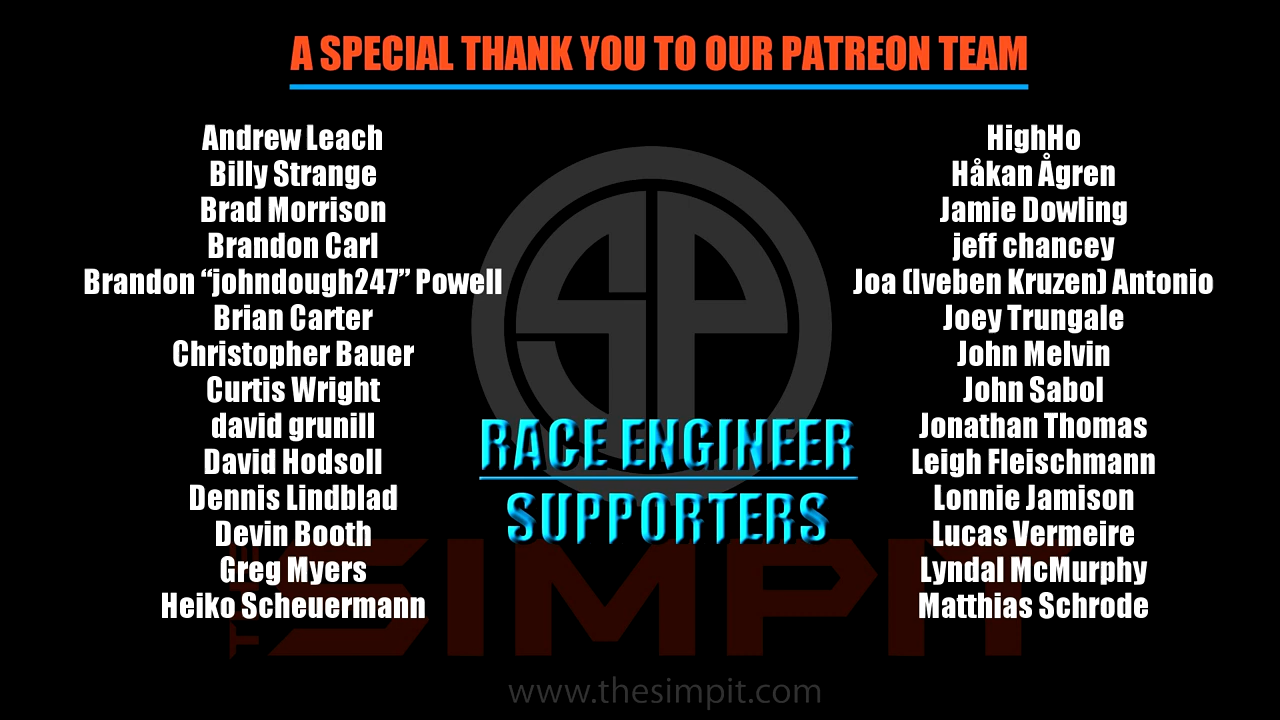 A SPECIAL THANK YOU TO OUR PATREON TEAM
Andrew Leach
Billy Strange
Brad Morrison
Brandon Carl
Brandon “johndough247” Powell
Brian Carter
Christopher Bauer
Curtis Wright
david grunill
David Hodsoll
Dennis Lindblad
Devin Booth
Greg Myers
Heiko Scheuermann
SP
RACE ENGINEER
SUPPORTERS
HighHo
Håkan Ågren
Jamie Dowling
jeff chancey
Joa (Iveben Kruzen) Antonio
Joey Trungale
John Melvin
John Sabol
Jonathan Thomas
Leigh Fleischmann
Lonnie Jamison
Lucas Vermeire
Lyndal McMurphy
Matthias Schrode
THE SIMPIT
www.thesimpit.com